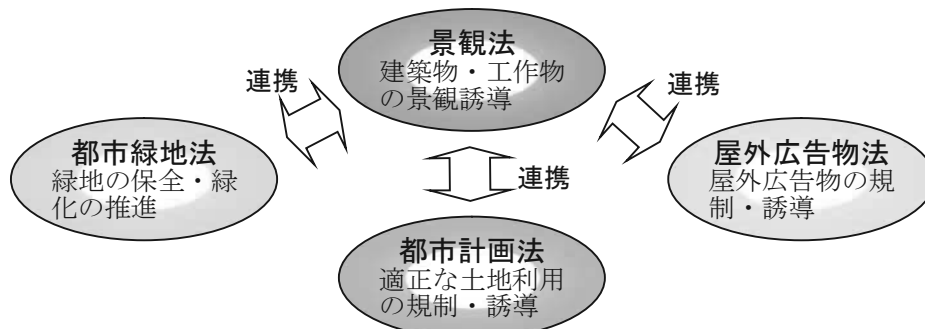 景観法
建築物・工作物
の景観誘導
連携
連携
都市緑地法
緑地の保全・緑
化の推進
連携
屋外広告物法
屋外広告物の規
制・誘導
都市計画法
適正な土地利用
の規制・誘導